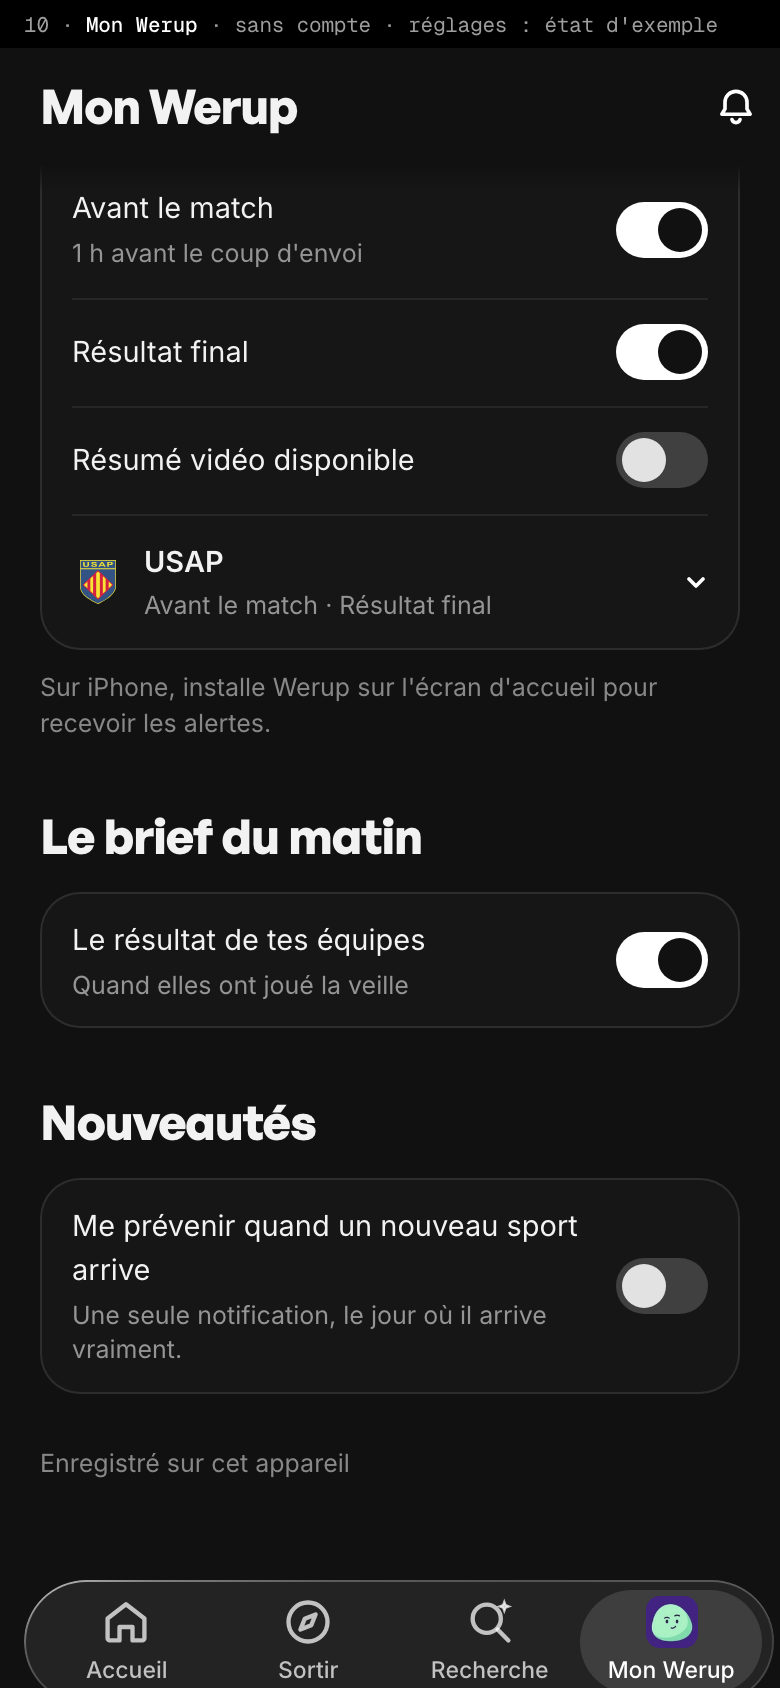 10 · Mon Werup · sans compte · réglages : état d'exemple
Mon Werup
Avant le match
1 h avant le coup d'envoi
Résultat final
Résumé vidéo disponible
USAP
USAP
Avant le match · Résultat final
Sur iPhone, installe Werup sur l'écran d'accueil pour
recevoir les alertes.
Le brief du matin
Le résultat de tes équipes
Quand elles ont joué la veille
Nouveautés
Me prévenir quand un nouveau sport
arrive
Une seule notification, le jour où il arrive
vraiment.
Enregistré sur cet appareil
Accueil
Sortir
Recherche
Mon Werup